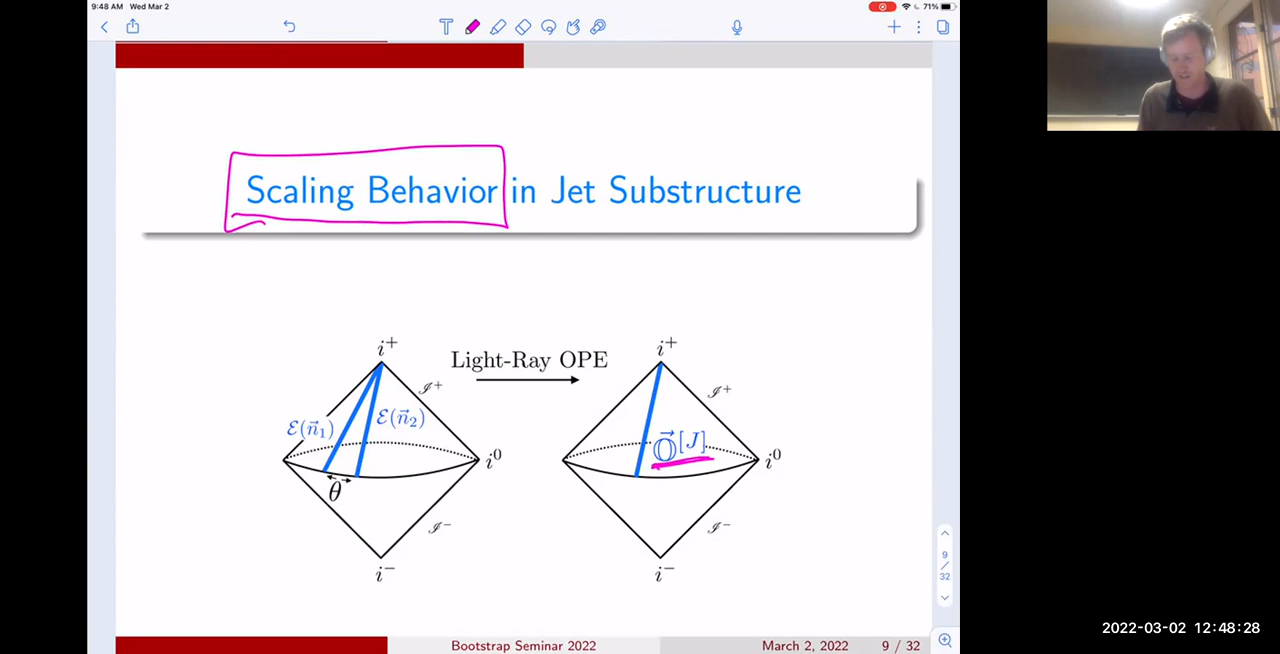 9:48 AM Wed Mar 2
71%
Scaling Behavior in Jet Substructure
i⁺
Light-Ray OPE
i⁺
𝓘⁺
𝓘⁺
ℰ(n⃗₁)
ℰ(n⃗₂)
𝕆⃗[J]
i⁰
i⁰
θ
𝓘⁻
𝓘⁻
i⁻
i⁻
9
/
32
Bootstrap Seminar 2022
March 2, 2022
9 / 32
2022-03-02 12:48:28